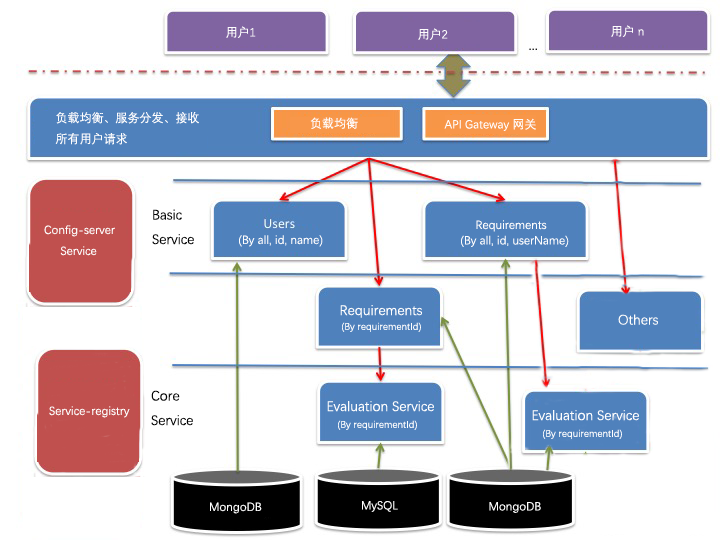 用户1
用户2
...
用户 n
负载均衡、服务分发、接收
所有用户请求
负载均衡
API Gateway 网关
Config-server
Service
Basic
Service
Users
(By all, id, name)
Requirements
(By all, id, userName)
Requirements
(By requirementId)
Others
Service-registry
Core
Service
Evaluation Service
(By requirementId)
Evaluation Service
(By requirementId)
MongoDB
MySQL
MongoDB